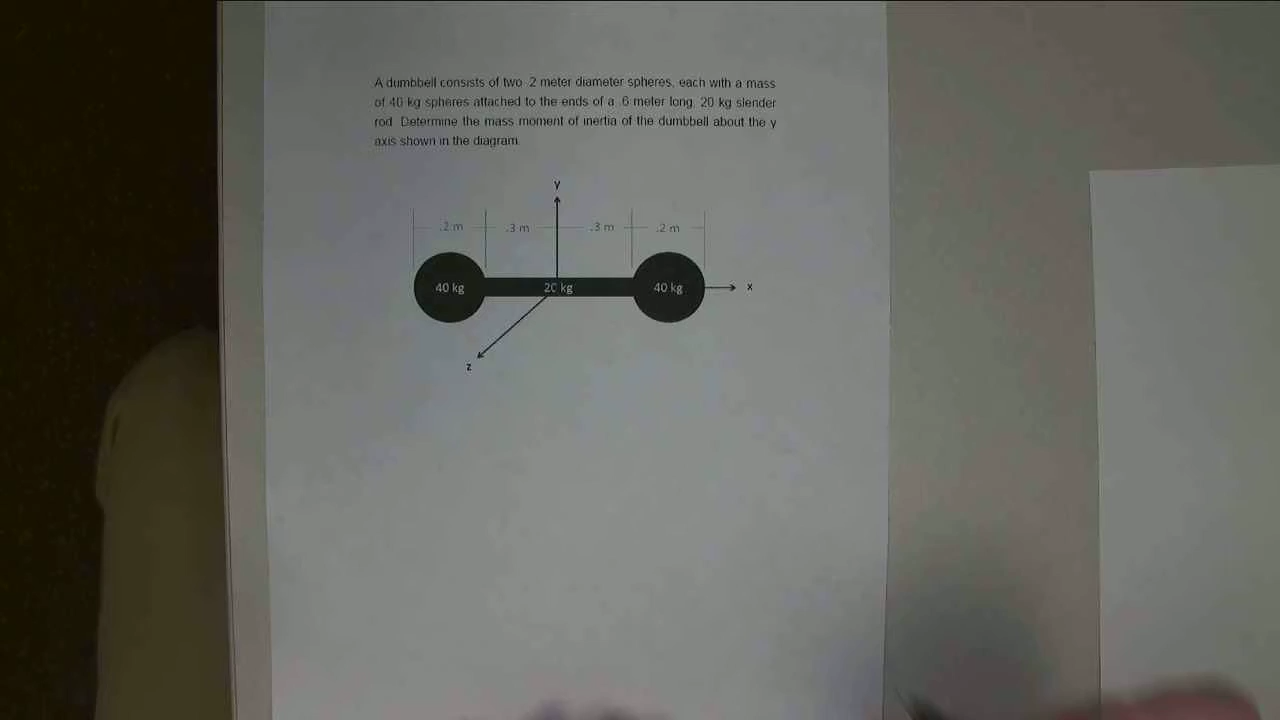 A dumbbell consists of two .2 meter diameter spheres, each with a mass
of 40 kg spheres attached to the ends of a .6 meter long, 20 kg slender
rod. Determine the mass moment of inertia of the dumbbell about the y
axis shown in the diagram.
y
.2 m .3 m .3 m .2 m
40 kg 20 kg 40 kg x
z